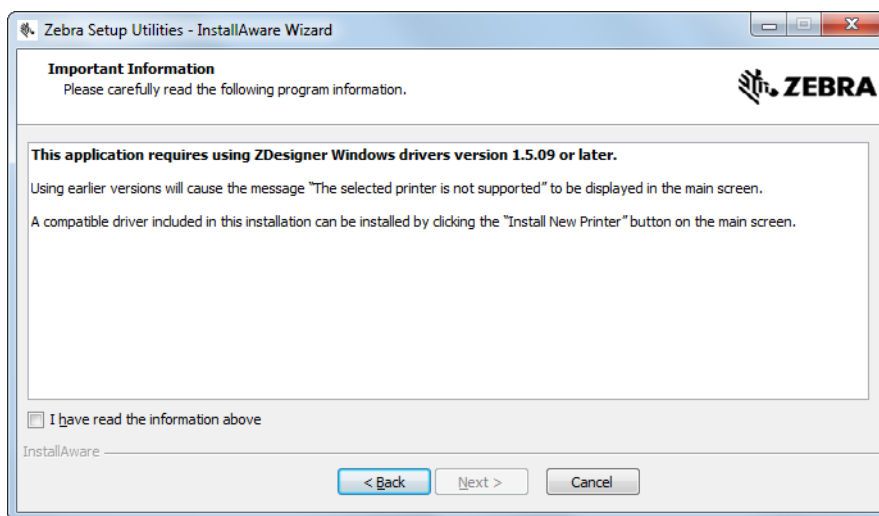 Zebra Setup Utilities - InstallAware Wizard
Important Information
Please carefully read the following program information.
ZEBRA
This application requires using ZDesigner Windows drivers version 1.5.09 or later.
Using earlier versions will cause the message “The selected printer is not supported” to be displayed in the main screen.
A compatible driver included in this installation can be installed by clicking the “Install New Printer” button on the main screen.
I have read the information above
InstallAware
< Back Next > Cancel